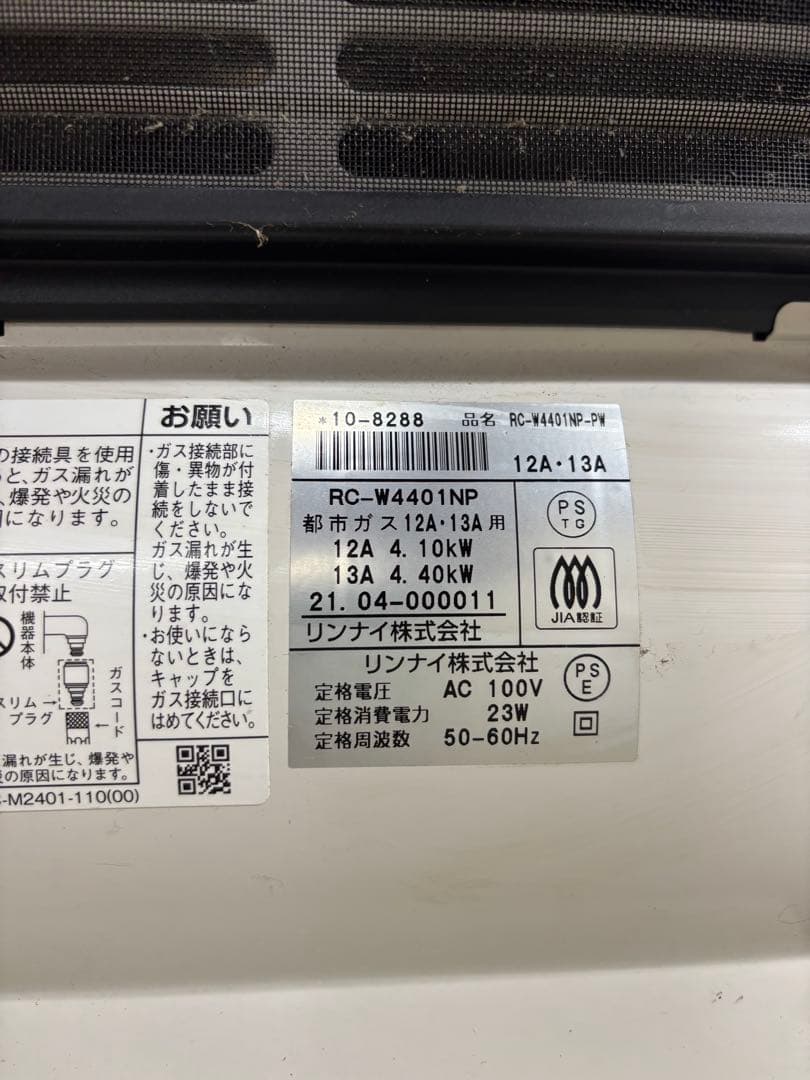 の接続具を使用
と、ガス漏れが
、爆発や火災の
因になります。
スリムプラグ
取付禁止
機器本体
スリム→
プラグ
ガスコード
漏れが生じ、爆発や
の原因になります。
-M2401-110(00)
お願い
・ガス接続部に
傷・異物が付
着したまま接
続をしないで
ください。
ガス漏れが生
じ、爆発や火
災の原因にな
ります。
・お使いになら
ないときは、
キャップを
ガス接続口に
はめてください。
*10-8288 品名 RC-W4401NP-PW
12A・13A
RC-W4401NP
都市ガス12A・13A用
12A 4.10kW
13A 4.40kW
21.04-000011
リンナイ株式会社
PS
TG
JIA認証
リンナイ株式会社
定格電圧 AC 100V
定格消費電力 23W
定格周波数 50-60Hz
PS
E